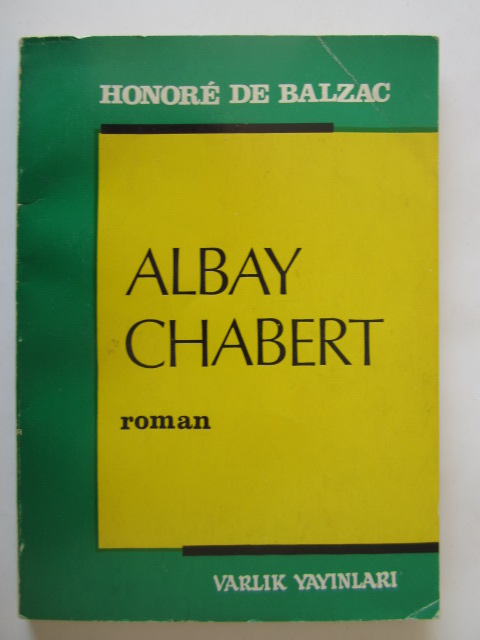 HONORÉ DE BALZAC
ALBAY
CHABERT
roman
VARLIK YAYINLARI